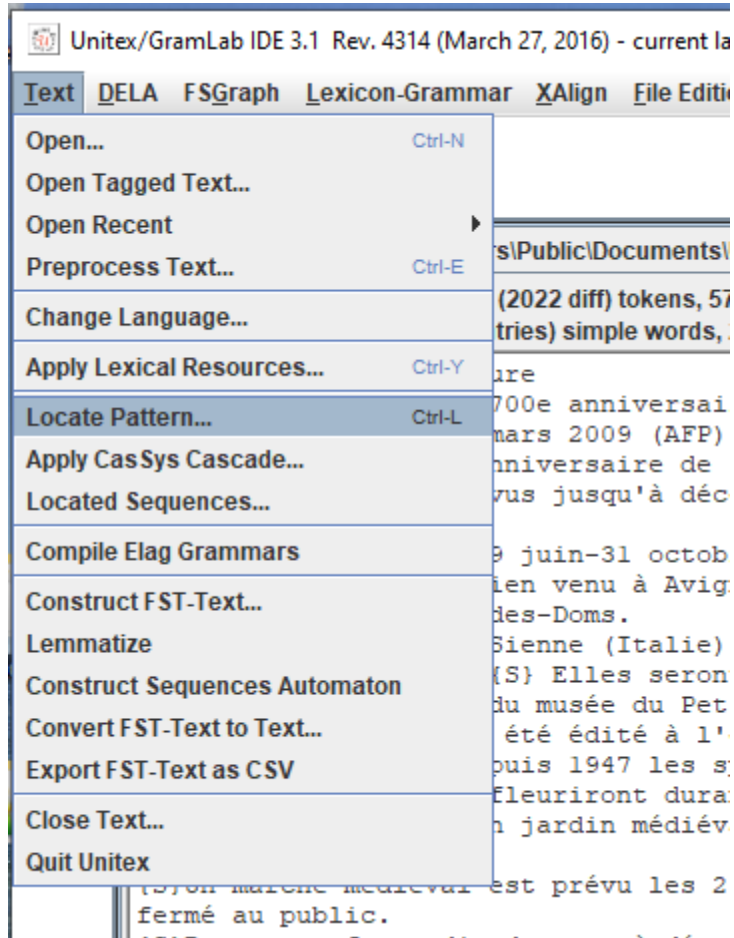 Unitex/GramLab IDE 3.1 Rev. 4314 (March 27, 2016) - current la
Text DELA FSGraph Lexicon-Grammar XAlign File Editi
Open... Ctrl-N
Open Tagged Text...
Open Recent
Preprocess Text... Ctrl-E
Change Language...
Apply Lexical Resources... Ctrl-Y
Locate Pattern... Ctrl-L
Apply CasSys Cascade...
Located Sequences...
Compile Elag Grammars
Construct FST-Text...
Lemmatize
Construct Sequences Automaton
Convert FST-Text to Text...
Export FST-Text as CSV
Close Text...
Quit Unitex
rs\Public\Documents\
(2022 diff) tokens, 57
tries) simple words,
ure
700e anniversai
mars 2009 (AFP)
nniversaire de
vus jusqu'à déc
9 juin-31 octob
ien venu à Avig
des-Doms.
Sienne (Italie)
{S} Elles seron
du musée du Pet
été édité à l'
puis 1947 les s
fleuriront dura
n jardin médiév
{S}Un marché médiéval est prévu les 2
fermé au public.